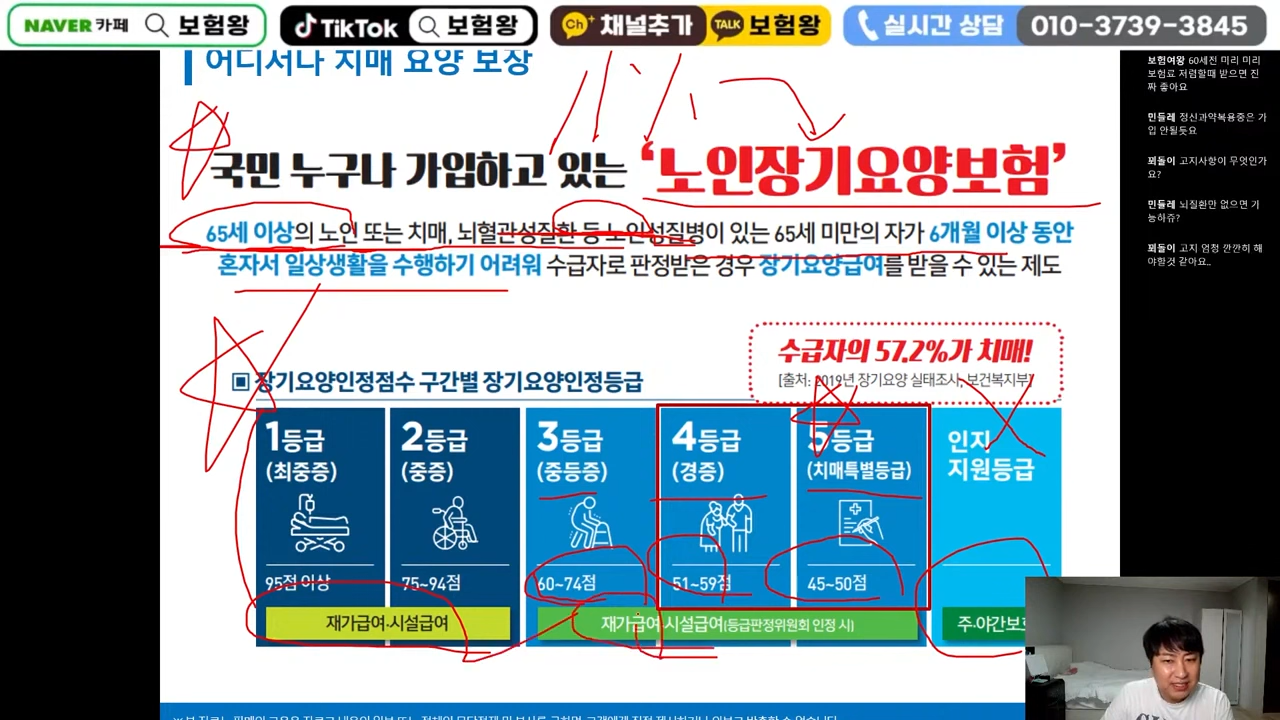 NAVER 카페 보험왕 TikTok 보험왕 Ch+ 채널추가 TALK 보험왕 실시간 상담 010-3739-3845
어디서나 치매 요양 보장
국민 누구나 가입하고 있는 '노인장기요양보험'
65세 이상의 노인 또는 치매, 뇌혈관성질환 등 노인성질병이 있는 65세 미만의 자가 6개월 이상 동안
혼자서 일상생활을 수행하기 어려워 수급자로 판정받은 경우 장기요양급여를 받을 수 있는 제도
수급자의 57.2%가 치매!
[출처: 2019년 장기요양 실태조사, 보건복지부]
장기요양인정점수 구간별 장기요양인정등급
1등급
(최중증)
95점 이상
2등급
(중증)
75~94점
재가급여·시설급여
3등급
(중등증)
60~74점
4등급
(경증)
51~59점
5등급
(치매특별등급)
45~50점
재가급여·시설급여(등급판정위원회 인정 시)
인지
지원등급
주·야간보
보험여왕 60세전 미리 미리
보험료 저렴할때 받으면 진
짜 좋아요
민들레 정신과약복용중은 가
입 안될듯요
꾀돌이 고지사항이 무엇인가
요?
민들레 뇌질환만 없으면 기
능하쥬?
꾀돌이 고지 엄청 깐깐히 해
야할것 같아요..